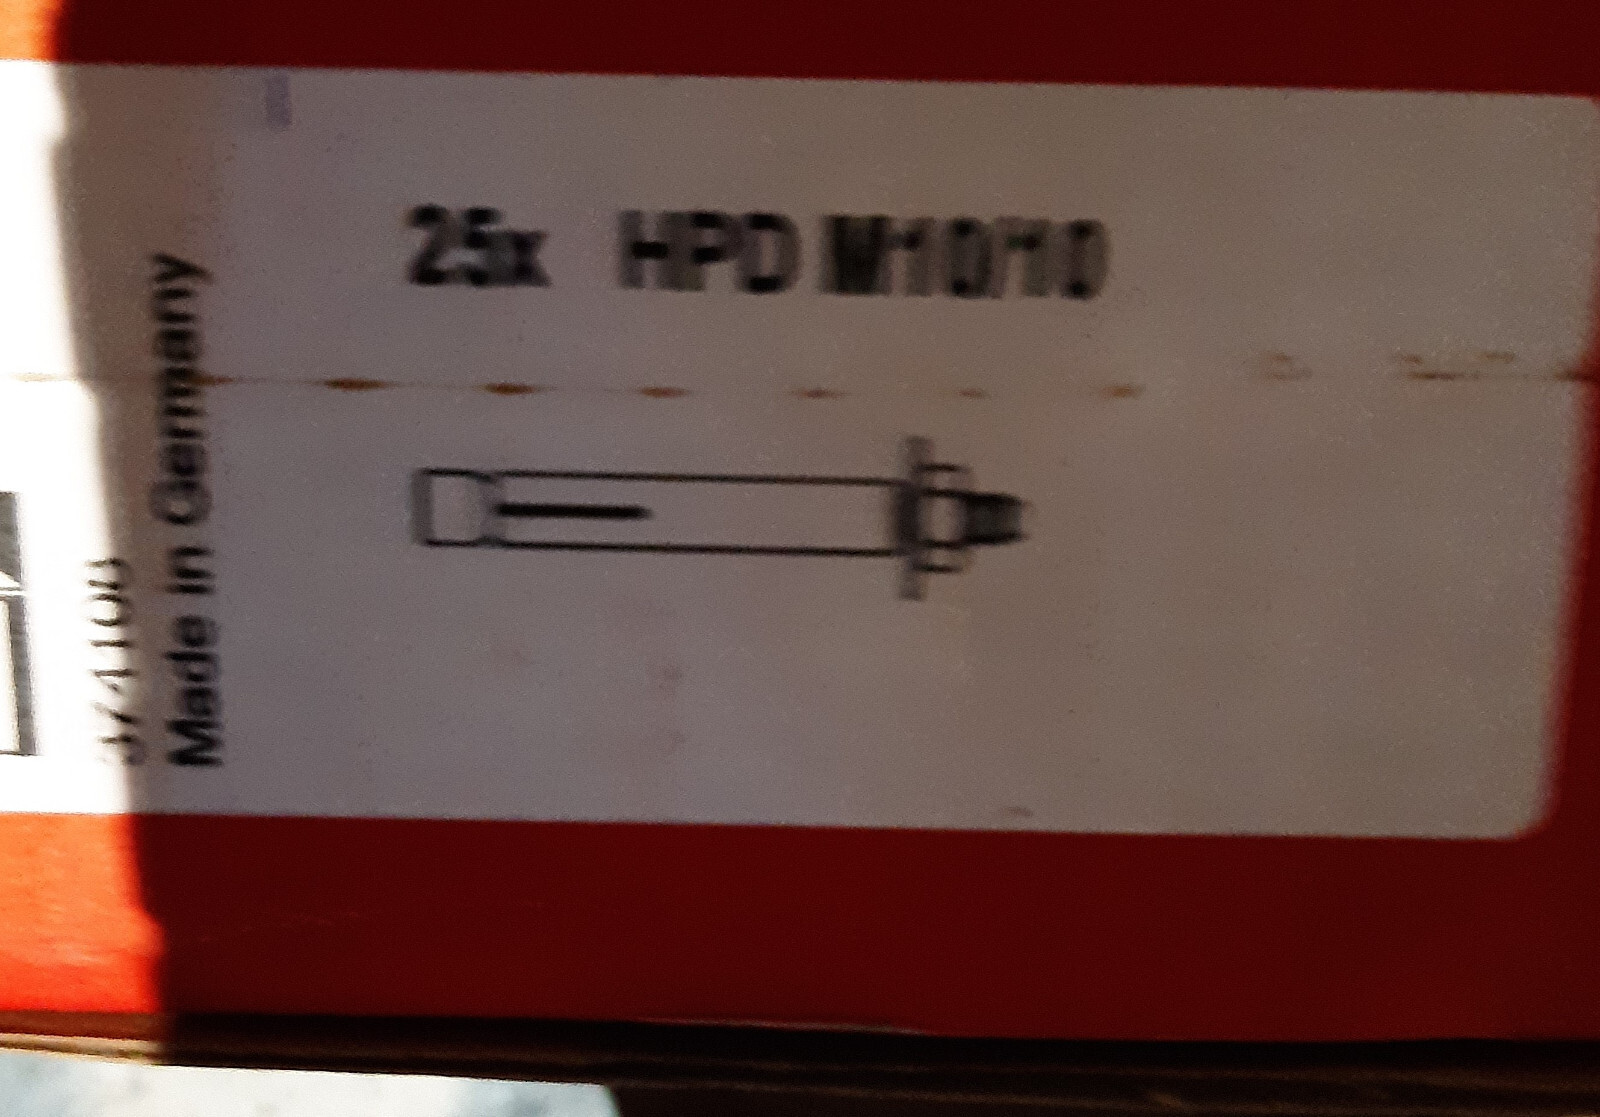 25x HPD M10/10
Made in Germany